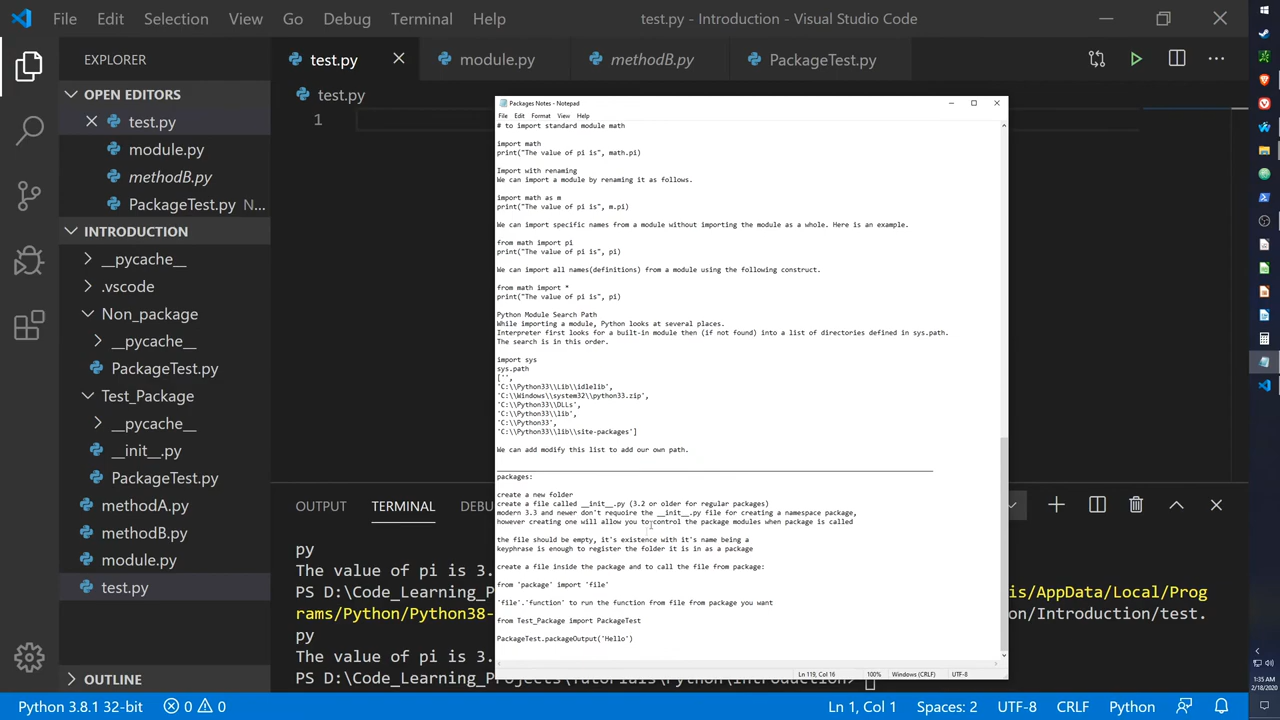 File Edit Selection View Go Debug Terminal Help
test.py - Introduction - Visual Studio Code
EXPLORER
OPEN EDITORS
test.py
module.py
methodB.py
PackageTest.py N...
__pycache__
.vscode
Non_package
__pycache__
PackageTest.py
Test_Package
__pycache__
__init__.py
PackageTest.py
methodB.py
module.py
test.py
OUTLINE
test.py
module.py
methodB.py
PackageTest.py
test.py
1
Packages Notes - Notepad
File Edit Format View Help
# to import standard module math
import math
print("The value of pi is", math.pi)
Import with renaming
We can import a module by renaming it as follows.
import math as m
print("The value of pi is", m.pi)
We can import specific names from a module without importing the module as a whole. Here is an example.
from math import pi
print("The value of pi is", pi)
We can import all names(definitions) from a module using the following construct.
from math import *
print("The value of pi is", pi)
Python Module Search Path
While importing a module, Python looks at several places.
Interpreter first looks for a built-in module then (if not found) into a list of directories defined in sys.path.
The search is in this order.
import sys
sys.path
['',
'C:\\Python33\\Lib\\idlelib',
'C:\\Windows\\system32\\python33.zip',
'C:\\Python33\\DLLs',
'C:\\Python33\\lib',
'C:\\Python33',
'C:\\Python33\\lib\\site-packages']
We can add modify this list to add our own path.
packages:
create a new folder
create a file called __init__.py (3.2 or older for regular packages)
modern 3.3 and newer don't requoire the __init__.py file for creating a namespace package,
however creating one will allow you to control the package modules when package is called
the file should be empty, it's existence with it's name being a
keyphrase is enough to register the folder it is in as a package
create a file inside the package and to call the file from package:
from 'package' import 'file'
'file'.'function' to run the function from file from package you want
from Test_Package import PackageTest
PackageTest.packageOutput('Hello')
Ln 119, Col 16 100% Windows (CRLF) UTF-8
OUTPUT TERMINAL
py
The value of pi is 3.
PS D:\Code_Learning_P
is/AppData/Local/Prog
rams/Python/Python38-
on/Introduction/test.
py
The value of pi is 3.
PS D:\Code_Learning_Projects\Tutorials\Python\Introduction>
Python 3.8.1 32-bit 0 0
Ln 1, Col 1 Spaces: 2 UTF-8 CRLF Python
1:35 AM
2/18/2020